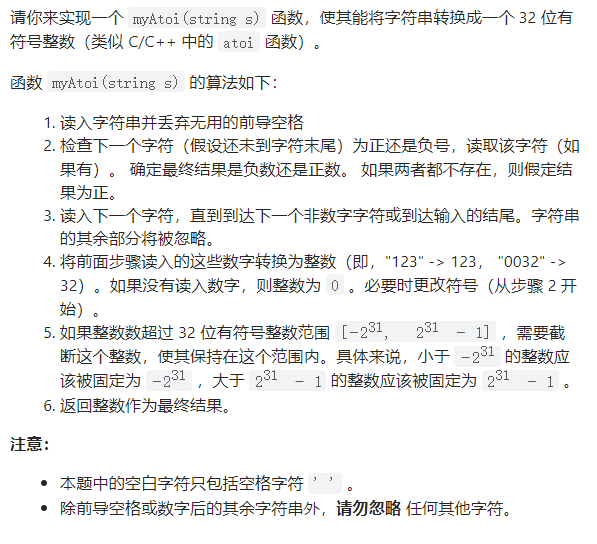 请你来实现一个 myAtoi(string s) 函数，使其能将字符串转换成一个 32 位有
符号整数（类似 C/C++ 中的 atoi 函数）。
函数 myAtoi(string s) 的算法如下：
1. 读入字符串并丢弃无用的前导空格
2. 检查下一个字符（假设还未到字符末尾）为正还是负号，读取该字符（如
果有）。 确定最终结果是负数还是正数。 如果两者都不存在，则假定结
果为正。
3. 读入下一个字符，直到到达下一个非数字字符或到达输入的结尾。字符串
的其余部分将被忽略。
4. 将前面步骤读入的这些数字转换为整数（即，"123" -> 123， "0032" ->
32）。如果没有读入数字，则整数为 0 。必要时更改符号（从步骤 2 开
始）。
5. 如果整数数超过 32 位有符号整数范围 [−2³¹, 2³¹ − 1] ，需要截
断这个整数，使其保持在这个范围内。具体来说，小于 −2³¹ 的整数应
该被固定为 −2³¹ ，大于 2³¹ − 1 的整数应该被固定为 2³¹ − 1 。
6. 返回整数作为最终结果。
注意：
• 本题中的空白字符只包括空格字符 ' ' 。
• 除前导空格或数字后的其余字符串外，请勿忽略 任何其他字符。